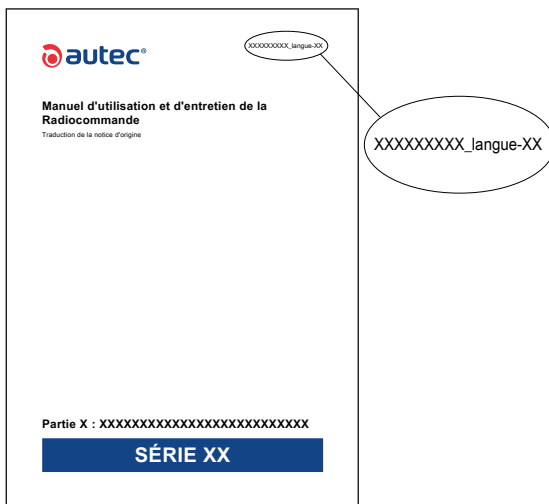 autec®
XXXXXXXXX_langue-XX
Manuel d'utilisation et d'entretien de la
Radiocommande
Traduction de la notice d'origine
XXXXXXXXX_langue-XX
Partie X : XXXXXXXXXXXXXXXXXXXXXXXXXX
SÉRIE XX